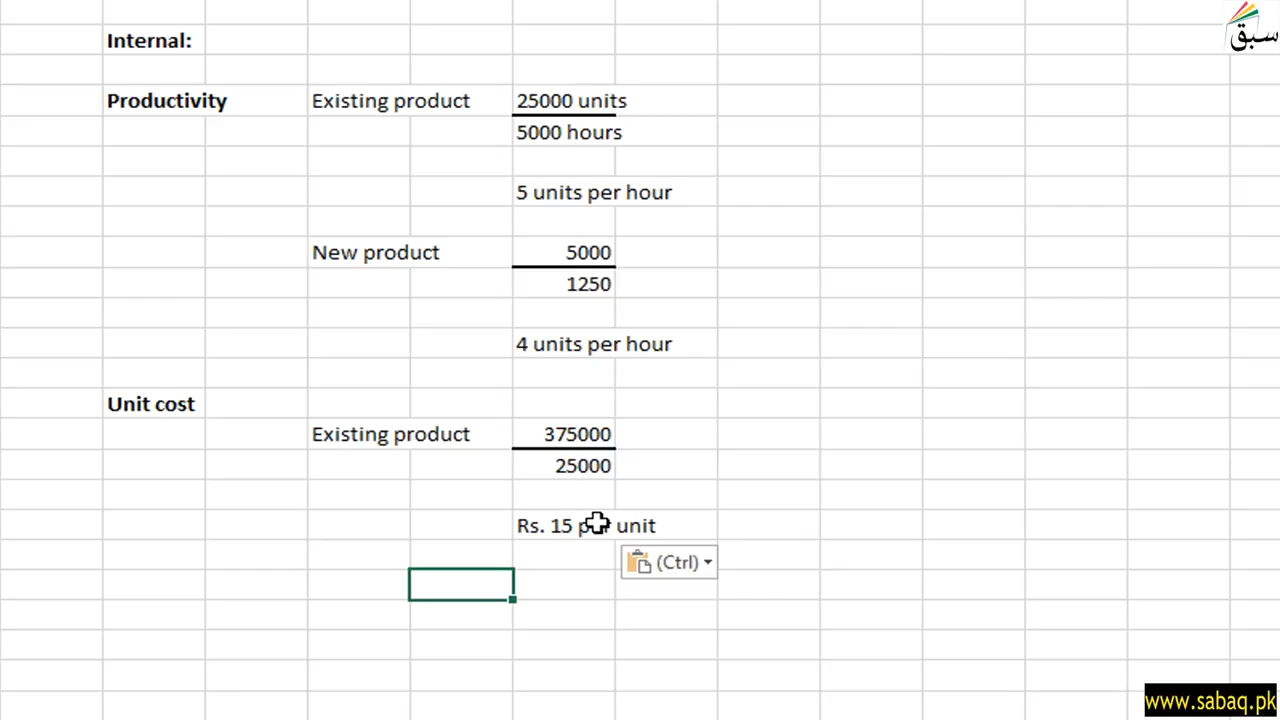 سبق
Internal:
Productivity Existing product 25000 units
5000 hours
5 units per hour
New product 5000
1250
4 units per hour
Unit cost
Existing product 375000
25000
Rs. 15 per unit
(Ctrl)
www.sabaq.pk